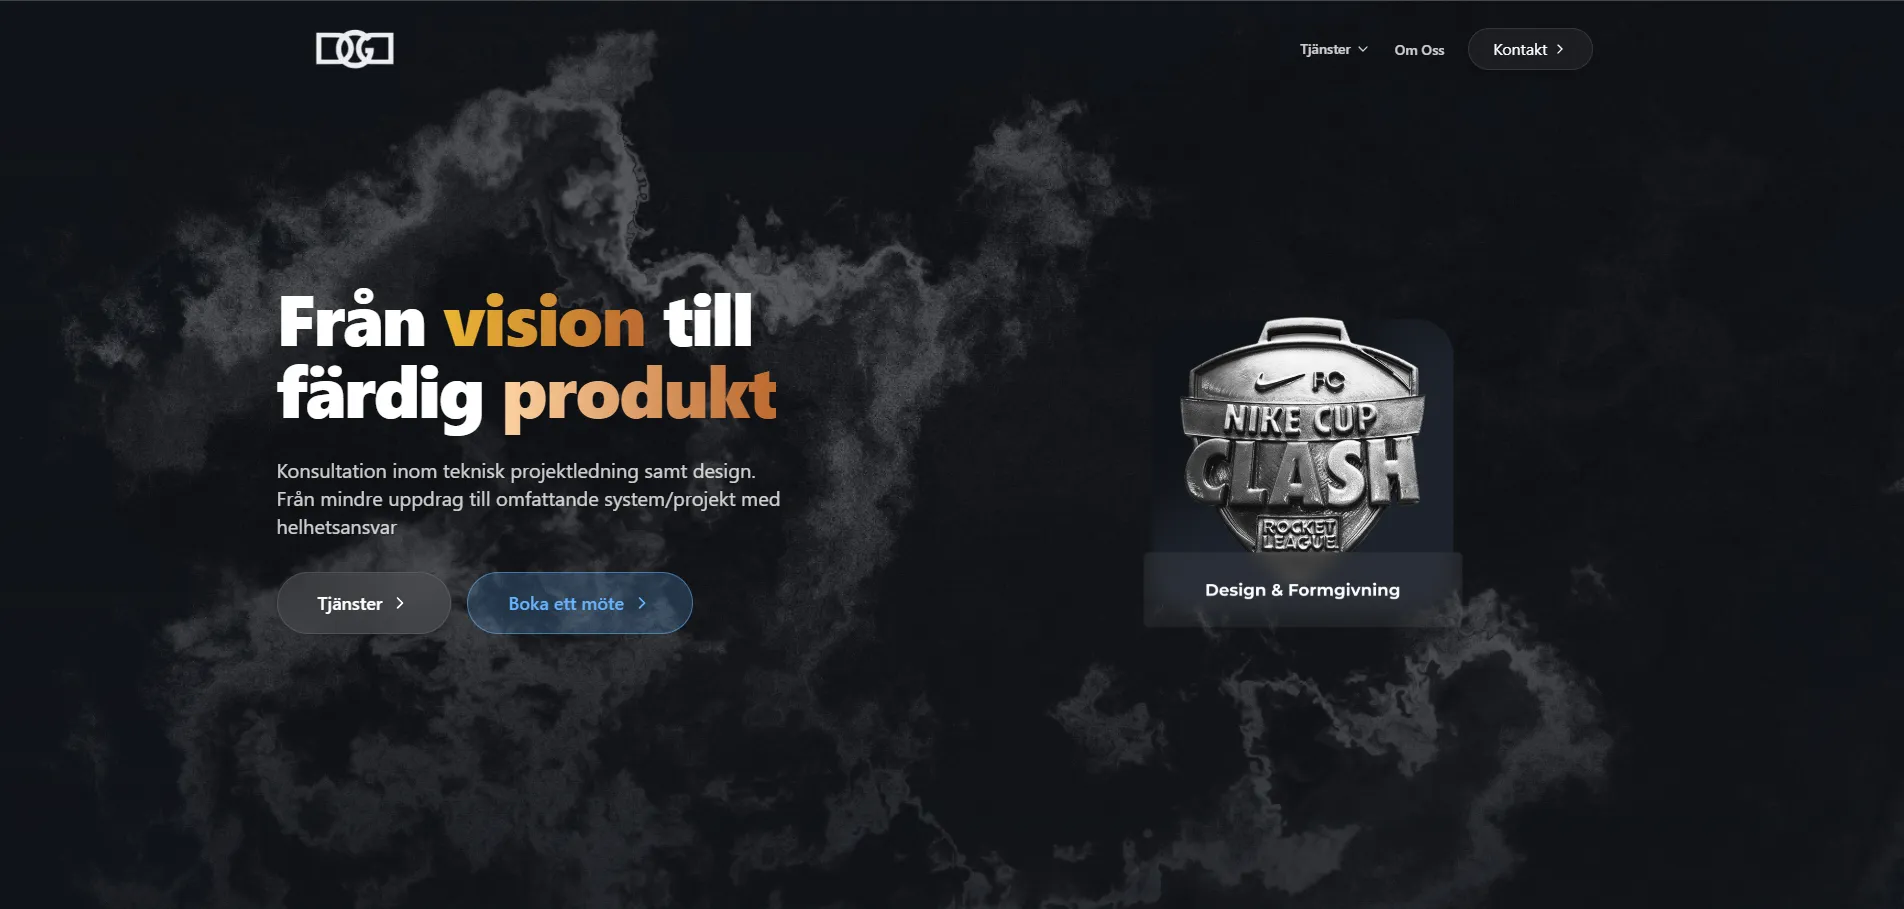 DGD
Tjänster
Om Oss
Kontakt
Från vision till
färdig produkt
Konsultation inom teknisk projektledning samt design.
Från mindre uppdrag till omfattande system/projekt med
helhetsansvar
Tjänster
Boka ett möte
FC
NIKE CUP
CLASH
ROCKET
LEAGUE
Design & Formgivning